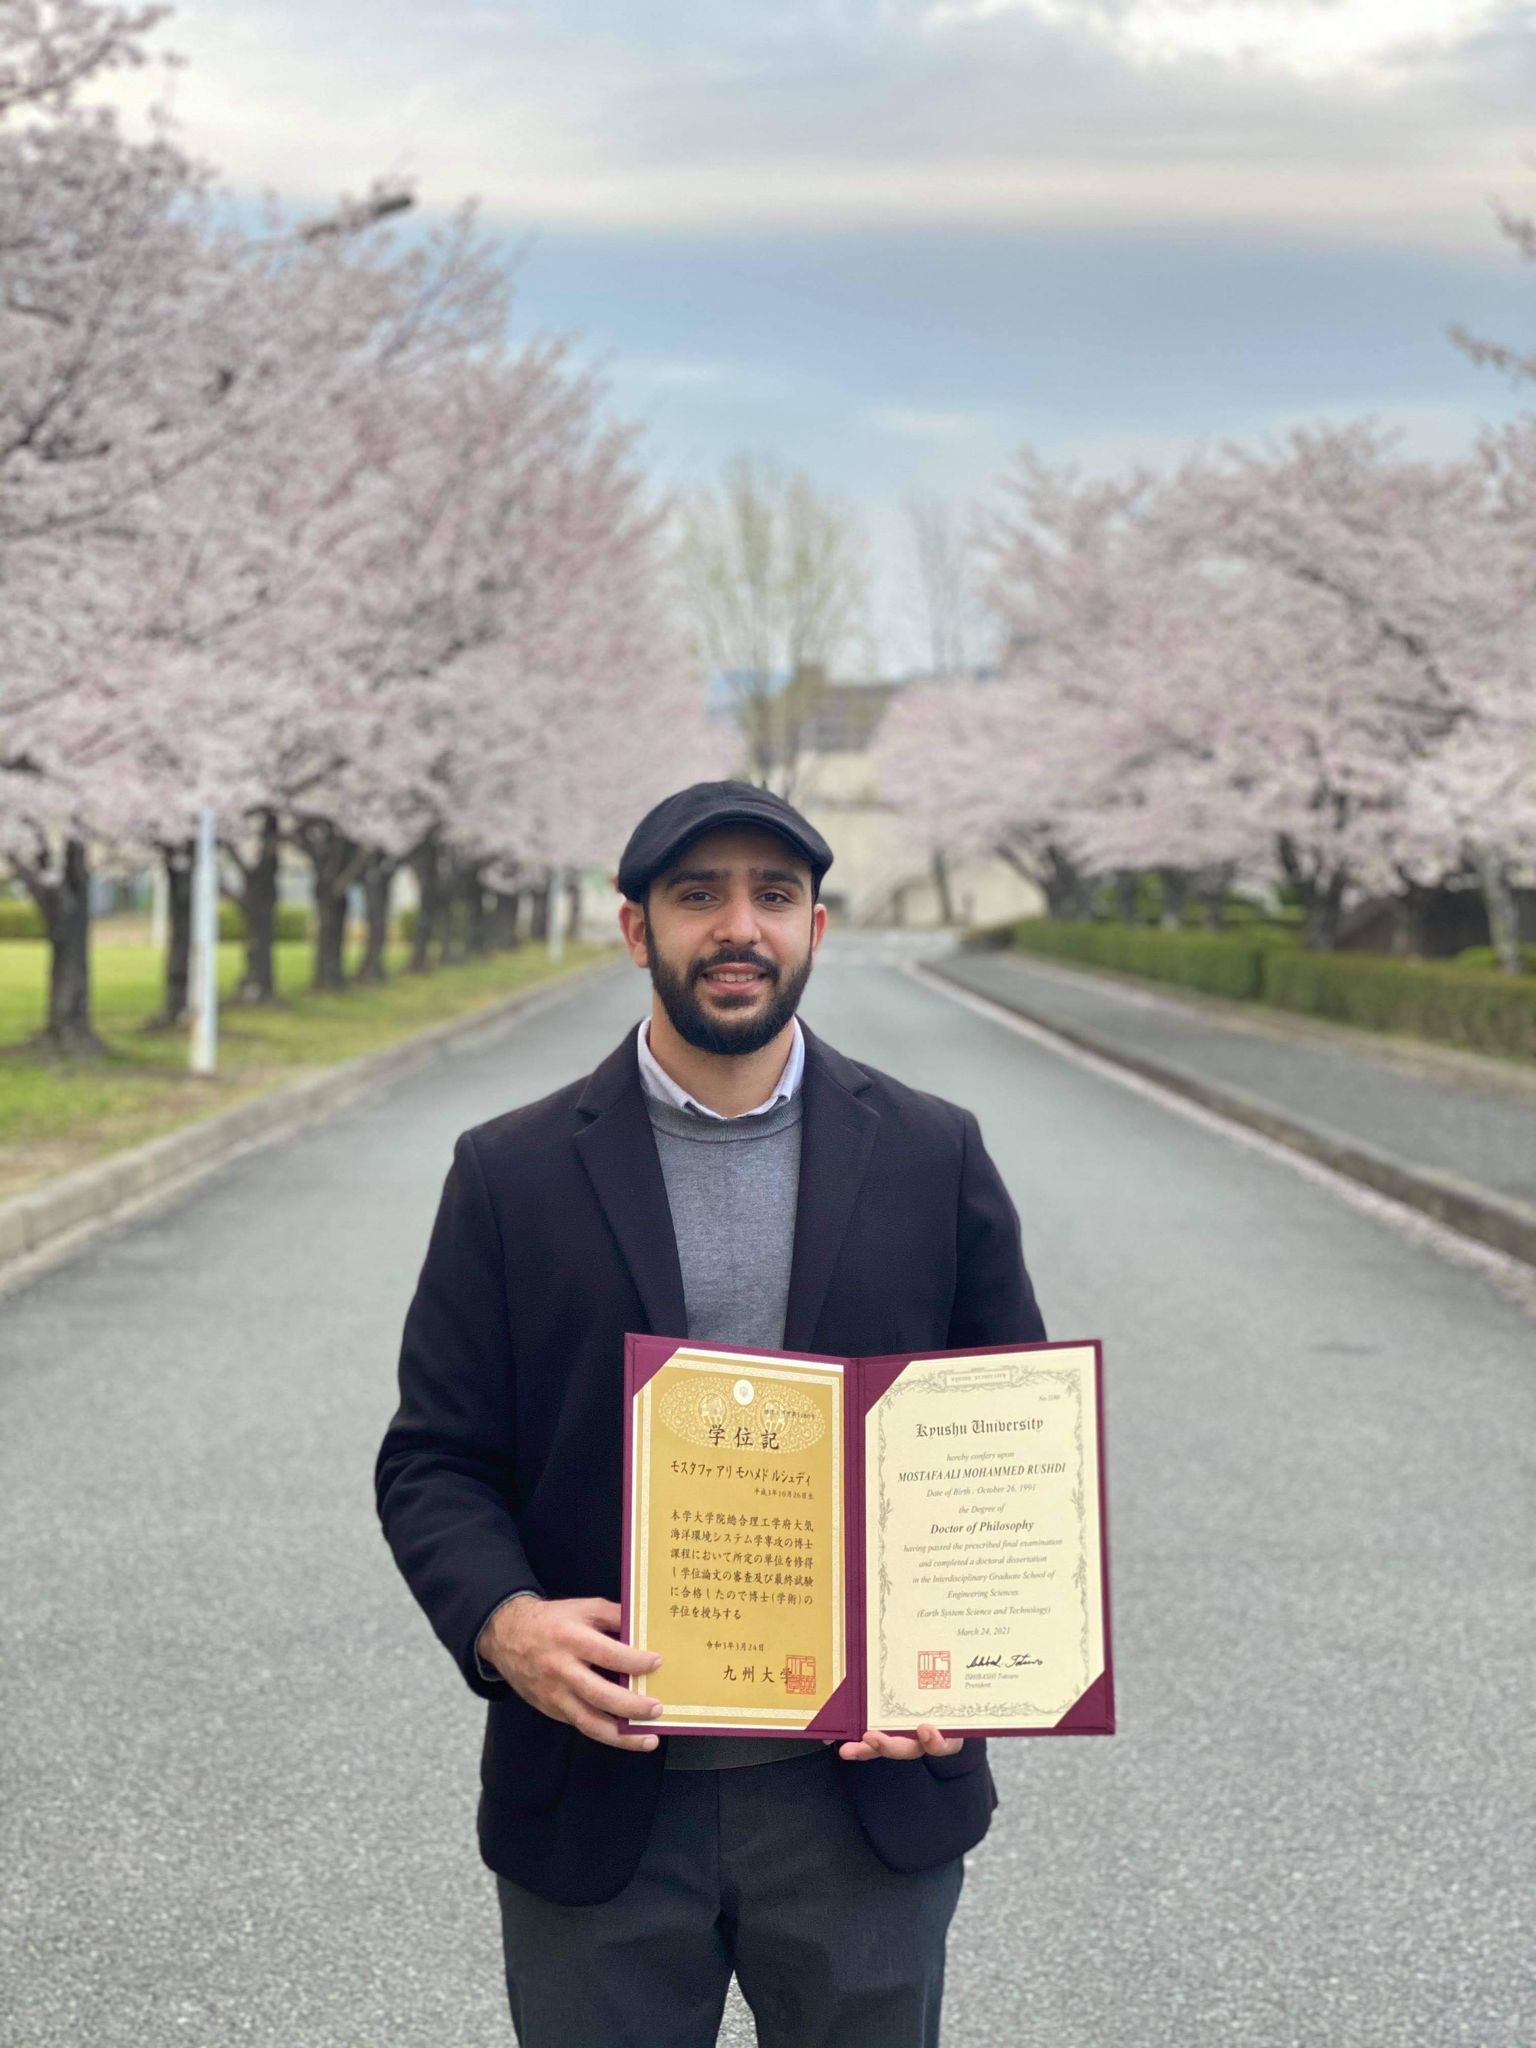 学位記
モスタファ アリ モハメド ルシュディ
平成3年10月26日生
本学大学院総合理工学府大気
海洋環境システム学専攻の博士
課程において所定の単位を修得
し学位論文の審査及び最終試験
に合格したので博士(学術)の
学位を授与する
令和3年3月24日
九州大学
Kyushu University
hereby confers upon
MOSTAFA ALI MOHAMMED RUSHDI
Date of Birth : October 26, 1991
the Degree of
Doctor of Philosophy
having passed the prescribed final examination
and completed a doctoral dissertation
in the Interdisciplinary Graduate School of
Engineering Sciences
(Earth System Science and Technology)
March 24, 2021
ISHIBASHI Tatsuro
President